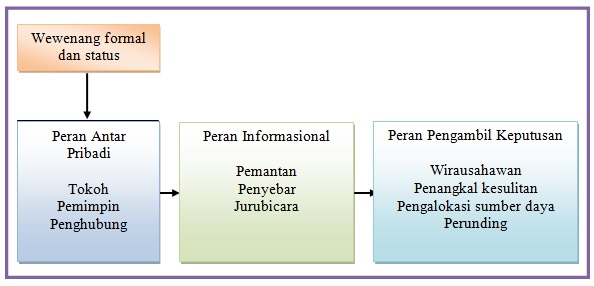 Wewenang formal
dan status
Peran Antar
Pribadi
Tokoh
Pemimpin
Penghubung
Peran Informasional
Pemantan
Penyebar
Jurubicara
Peran Pengambil Keputusan
Wirausahawan
Penangkal kesulitan
Pengalokasi sumber daya
Perunding